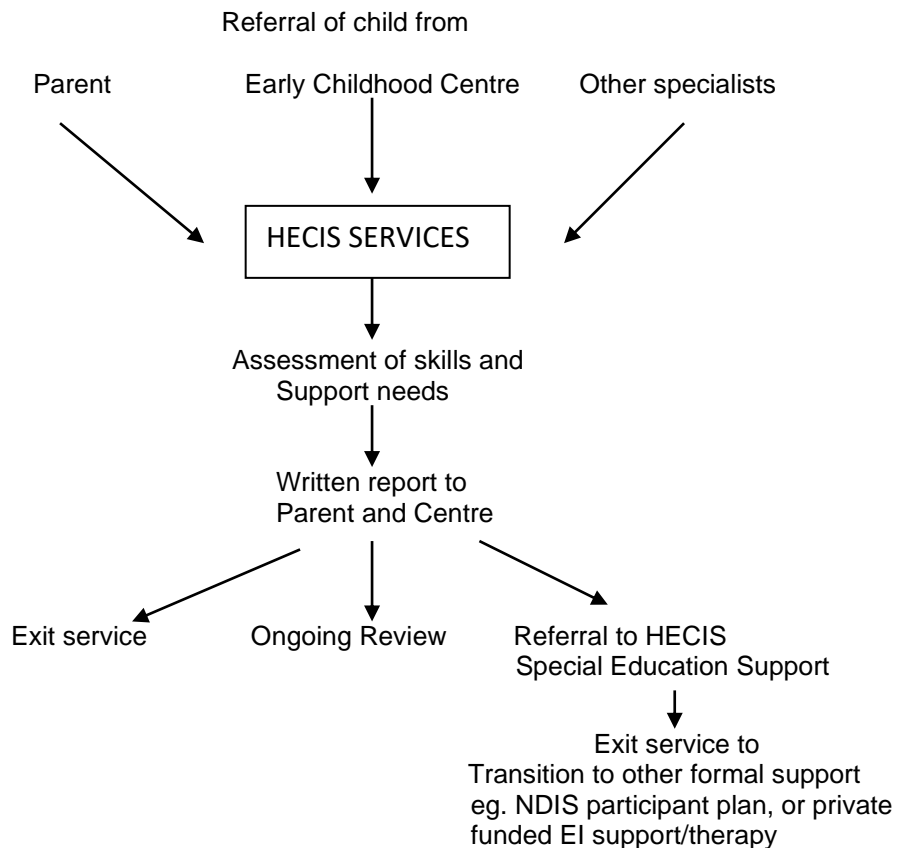 Referral of child from
Parent
Early Childhood Centre
Other specialists
HECIS SERVICES
Assessment of skills and
Support needs
Written report to
Parent and Centre
Exit service
Ongoing Review
Referral to HECIS
Special Education Support
Exit service to
Transition to other formal support
eg. NDIS participant plan, or private
funded EI support/therapy